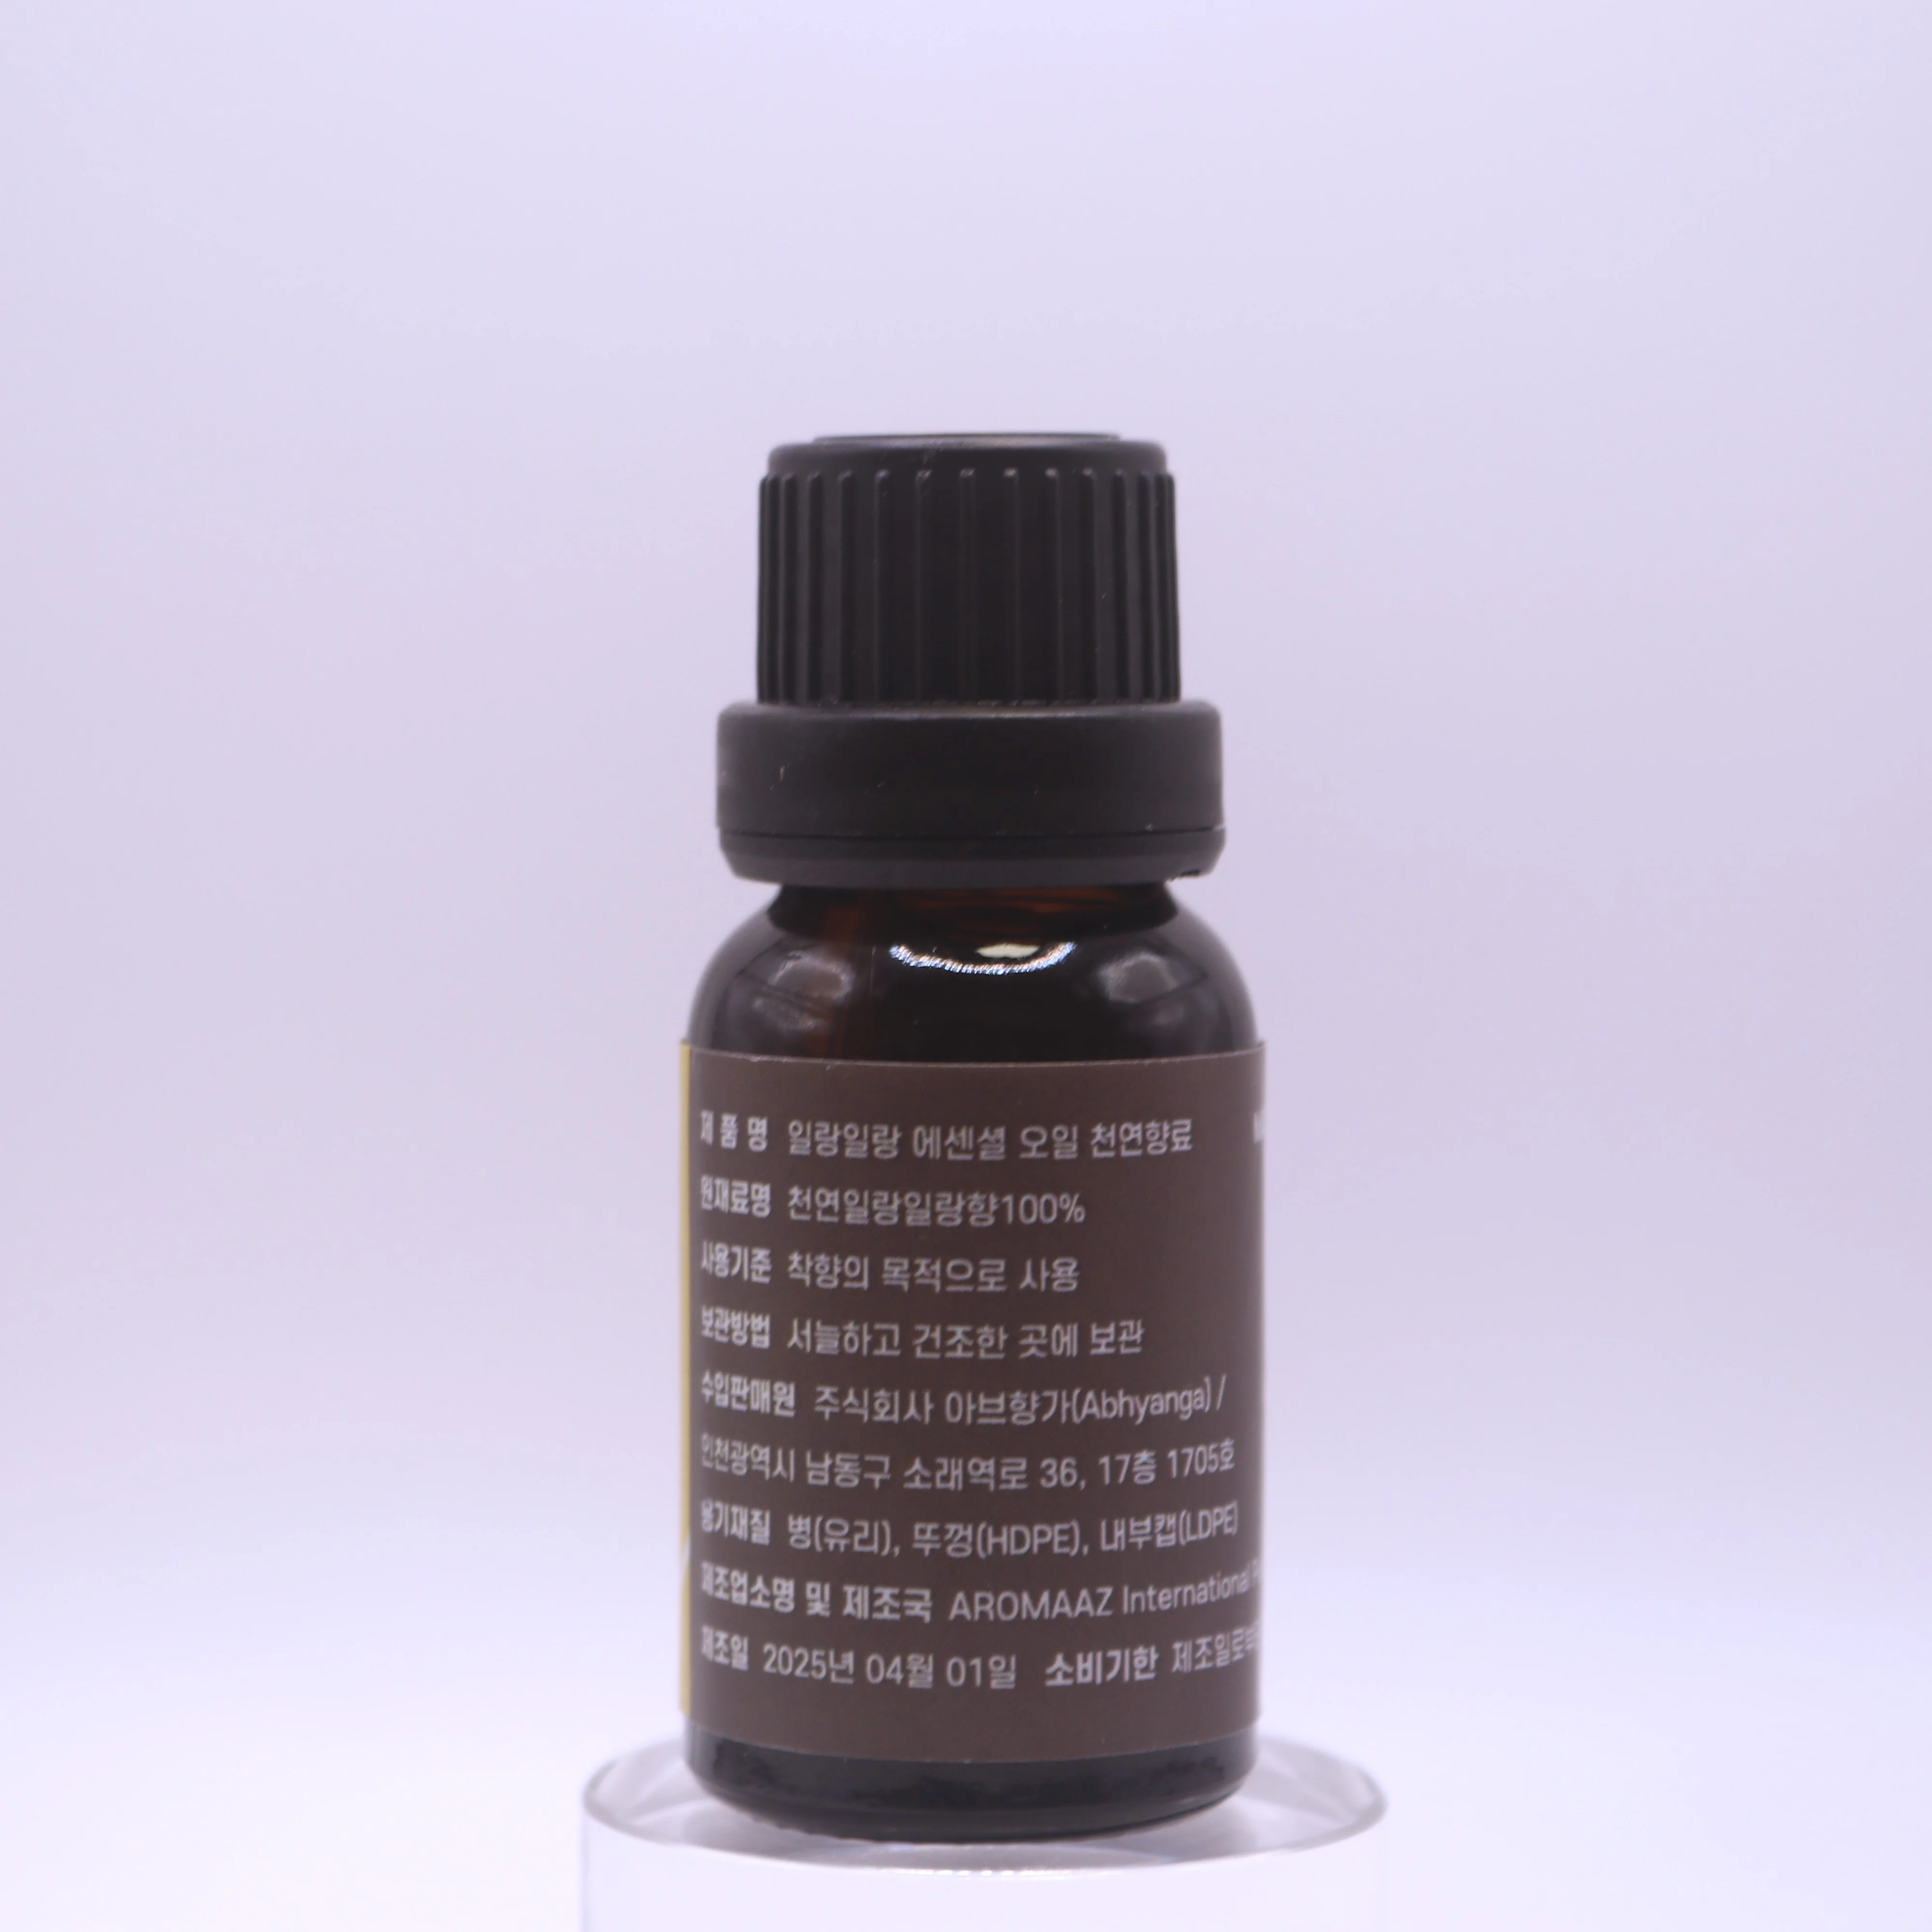 제 품 명 일랑일랑 에센셜 오일 천연향료
원재료명 천연일랑일랑향100%
사용기준 착향의 목적으로 사용
보관방법 서늘하고 건조한 곳에 보관
수입판매원 주식회사 아브향가(Abhyanga) /
인천광역시 남동구 소래역로 36, 17층 1705호
용기재질 병(유리), 뚜껑(HDPE), 내부캡(LDPE)
제조업소명 및 제조국 AROMAAZ International
제조일 2025년 04월 01일 소비기한 제조일로부